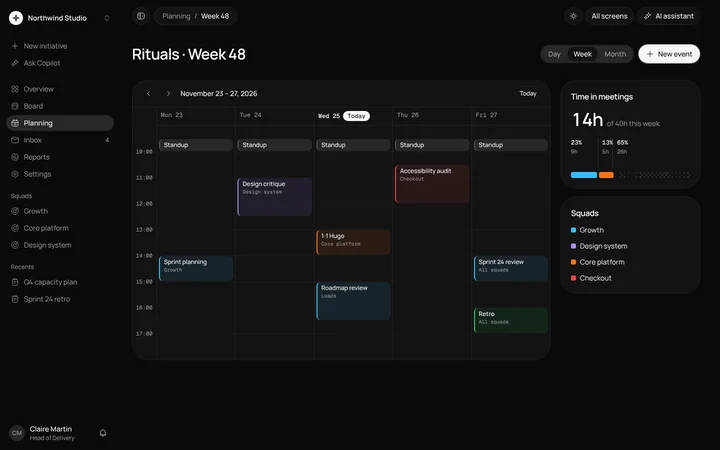 Northwind Studio
Planning / Week 48
All screens
AI assistant
New initiative
Ask Copilot
Overview
Board
Planning
Inbox 4
Reports
Settings
Squads
Growth
Core platform
Design system
Recents
Q4 capacity plan
Sprint 24 retro
CM
Claire Martin
Head of Delivery
Rituals · Week 48
Day Week Month
New event
November 23 – 27, 2026
Today
Mon 23 Tue 24 Wed 25 Today Thu 26 Fri 27
Standup Standup Standup Standup Standup
10:00
11:00
12:00
13:00
14:00
15:00
16:00
17:00
Sprint planning
Growth
Design critique
Design system
1:1 Hugo
Core platform
Roadmap review
Leads
Accessibility audit
Checkout
Sprint 24 review
All squads
Retro
All squads
Time in meetings
14h of 40h this week
23% 13% 65%
9h 5h 26h
Squads
Growth
Design system
Core platform
Checkout